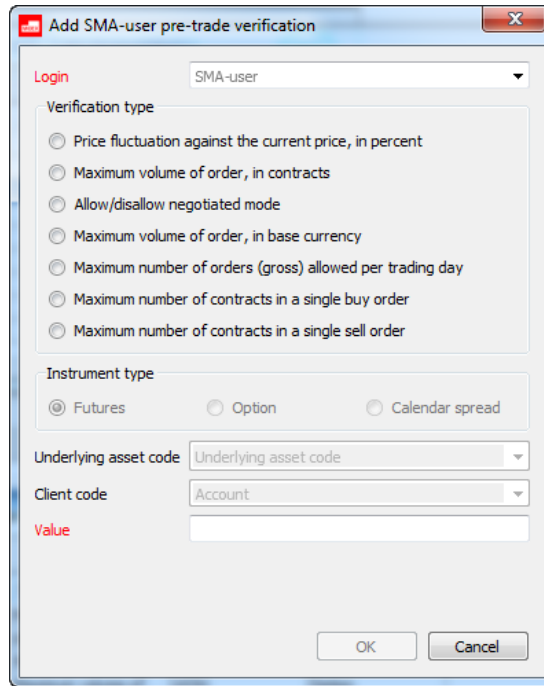 Add SMA-user pre-trade verification
Login
SMA-user
Verification type
Price fluctuation against the current price, in percent
Maximum volume of order, in contracts
Allow/disallow negotiated mode
Maximum volume of order, in base currency
Maximum number of orders (gross) allowed per trading day
Maximum number of contracts in a single buy order
Maximum number of contracts in a single sell order
Instrument type
Futures Option Calendar spread
Underlying asset code Underlying asset code
Client code Account
Value
OK Cancel